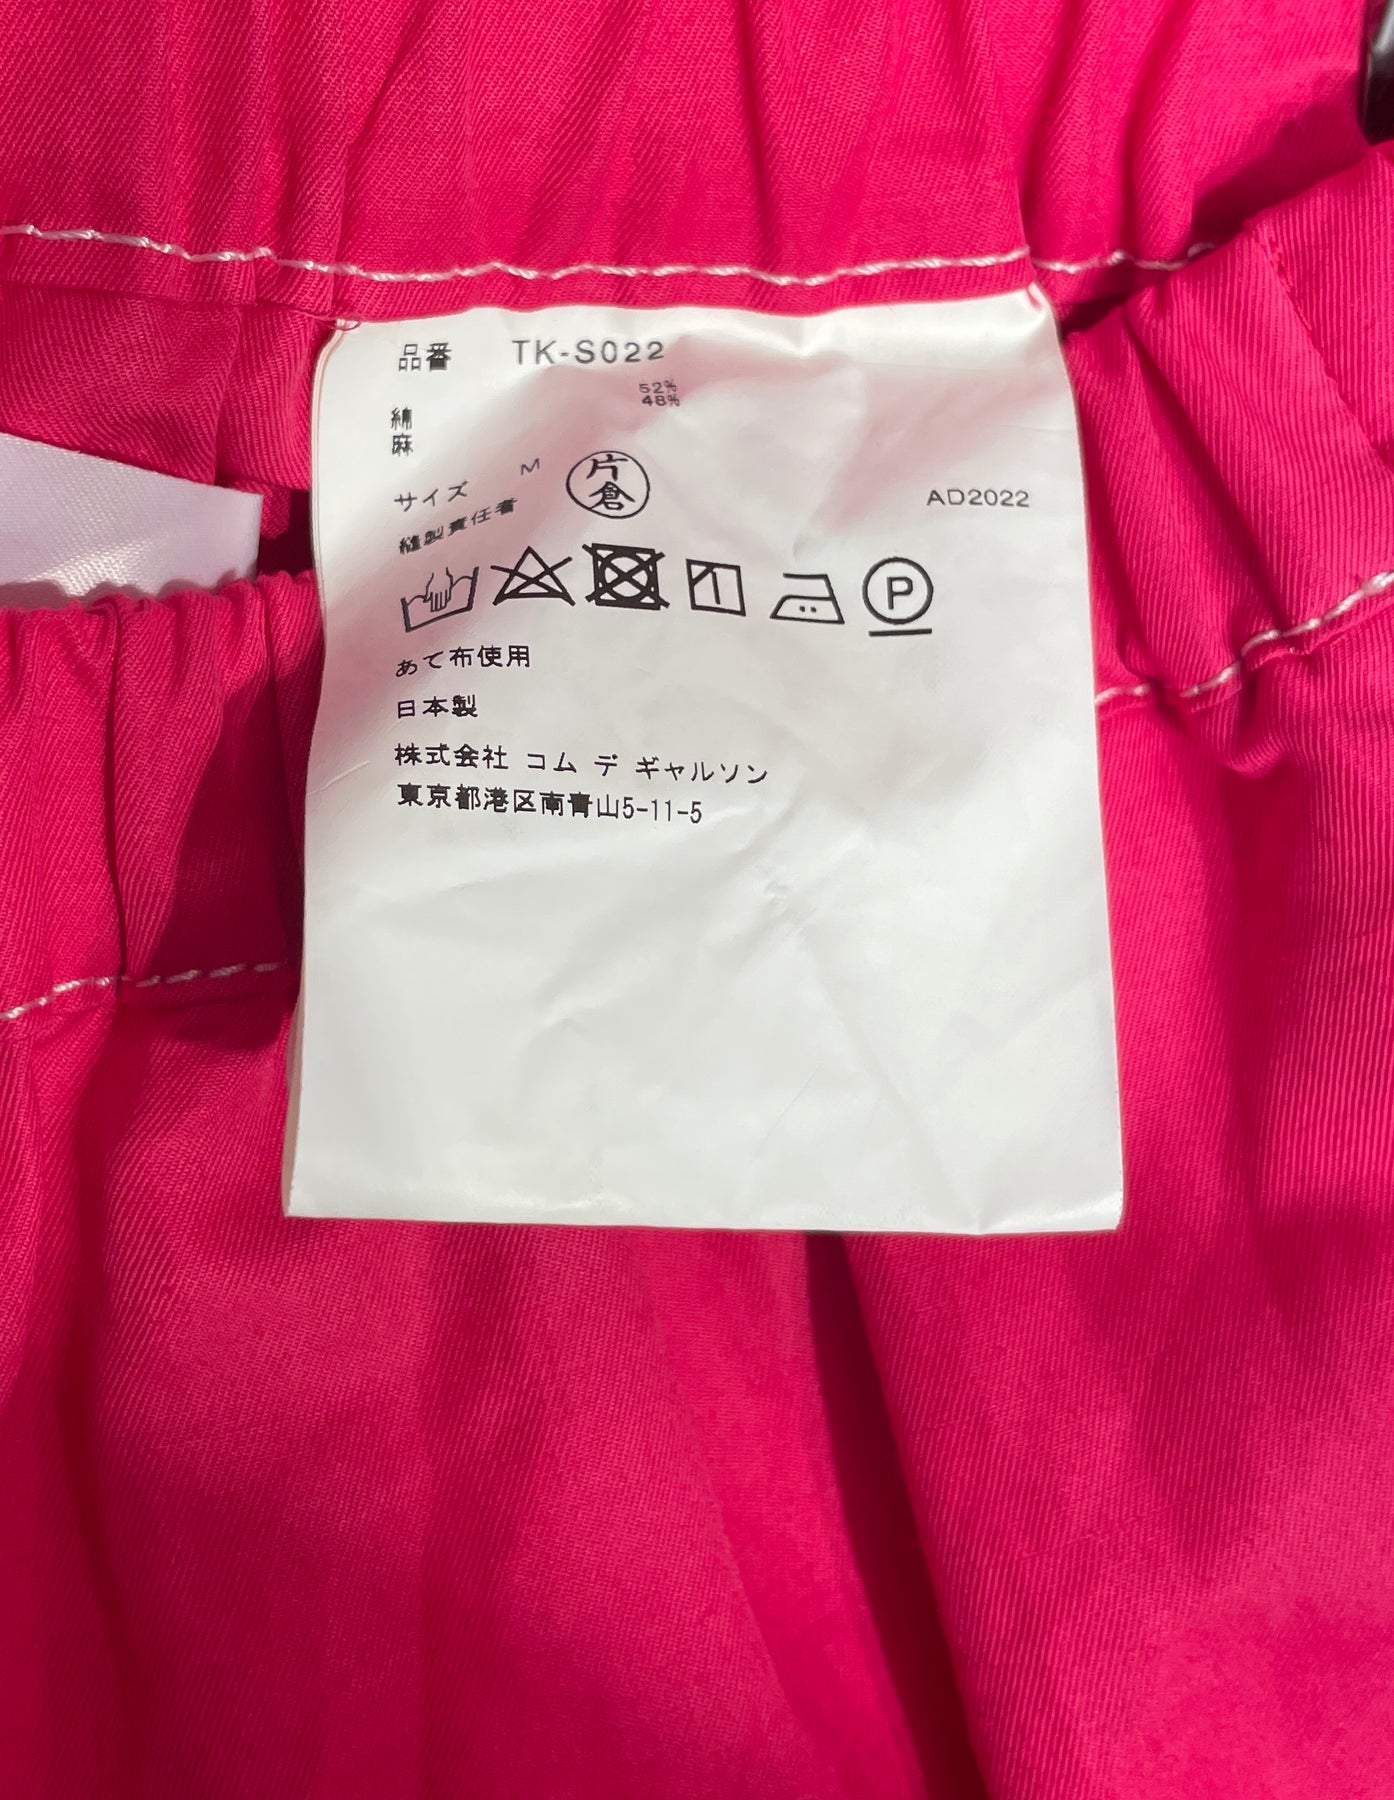 品番 TK-S022
綿 52%
麻 48%
サイズ M
縫製責任者 片倉
AD2022
P
あて布使用
日本製
株式会社 コム デ ギャルソン
東京都港区南青山5-11-5